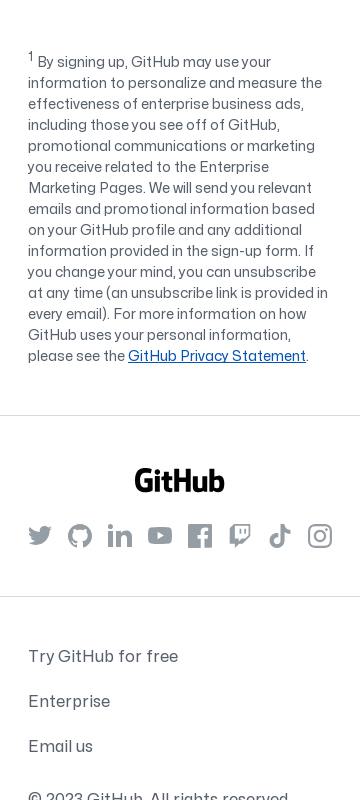 1 By signing up, GitHub may use your
information to personalize and measure the
effectiveness of enterprise business ads,
including those you see off of GitHub,
promotional communications or marketing
you receive related to the Enterprise
Marketing Pages. We will send you relevant
emails and promotional information based
on your GitHub profile and any additional
information provided in the sign-up form. If
you change your mind, you can unsubscribe
at any time (an unsubscribe link is provided in
every email). For more information on how
GitHub uses your personal information,
please see the GitHub Privacy Statement.
GitHub
Try GitHub for free
Enterprise
Email us
© 2023 GitHub. All rights reserved